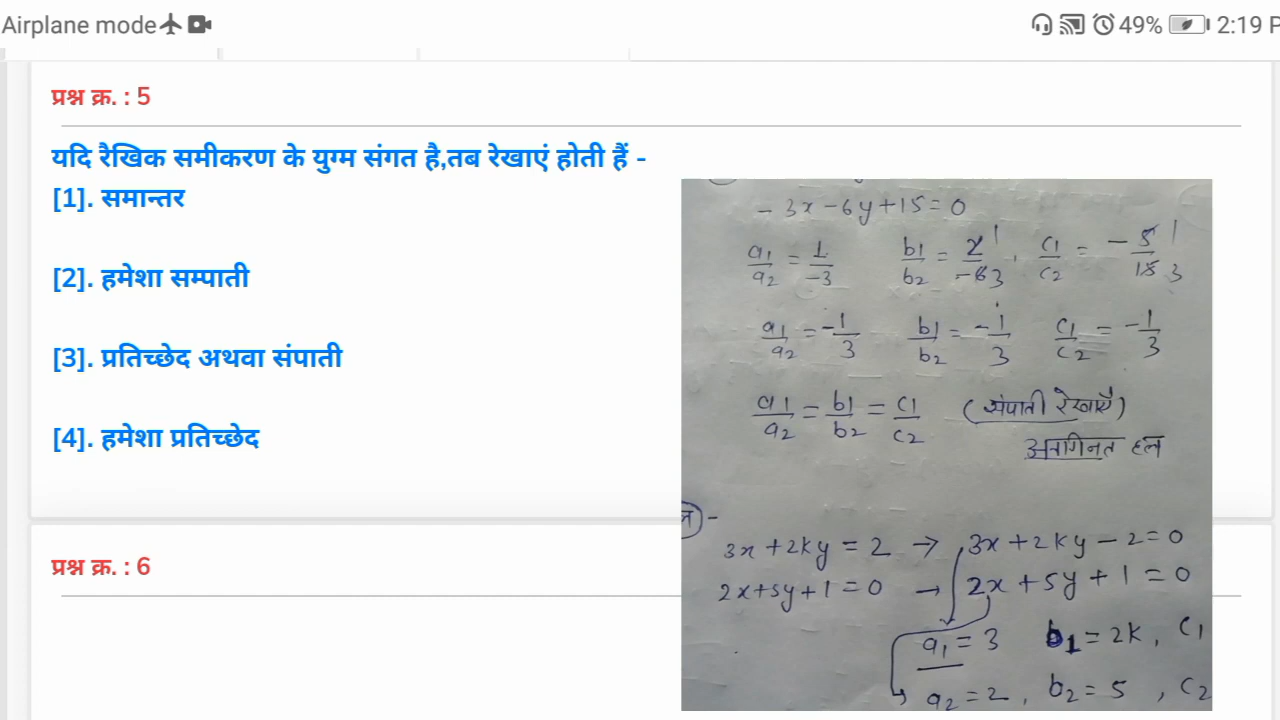 Airplane mode 49% 2:19 P
प्रश्न क्र. : 5
यदि रैखिक समीकरण के युग्म संगत है,तब रेखाएं होती हैं -
[1]. समान्तर
[2]. हमेशा सम्पाती
[3]. प्रतिच्छेद अथवा संपाती
[4]. हमेशा प्रतिच्छेद
प्रश्न क्र. : 6
- 3x - 6y + 15 = 0
a1/a2 = 1/-3 b1/b2 = 2 1/-6 3 , c1/c2 = -5 1/15 3
a1/a2 = -1/3 b1/b2 = -1/3 c1/c2 = -1/3
a1/a2 = b1/b2 = c1/c2 (संपाती रेखाएँ)
अनगिनत हल
3x + 2ky = 2 → 3x + 2ky - 2 = 0
2x + 5y + 1 = 0 → 2x + 5y + 1 = 0
a1 = 3 b1 = 2k , c1
a2 = 2 , b2 = 5 , c2